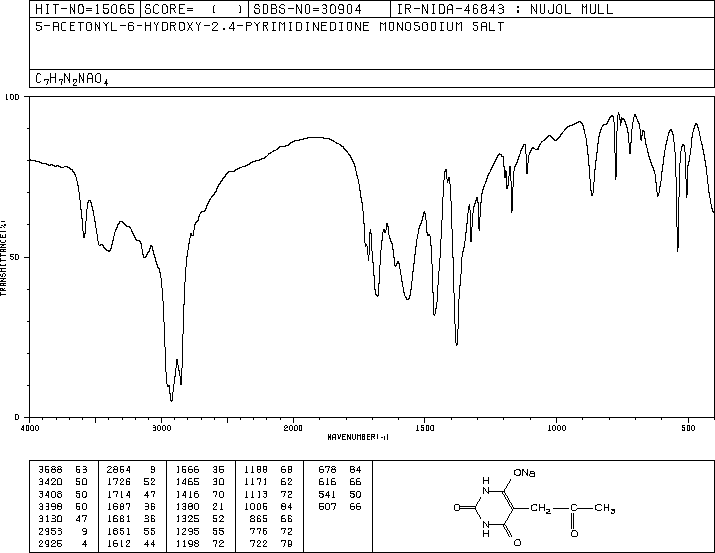 HIT-NO=15065 SCORE= ( ) SDBS-NO=30904 IR-NIDA-46843 : NUJOL MULL
5-ACETONYL-6-HYDROXY-2,4-PYRIMIDINEDIONE MONOSODIUM SALT
C7H7N2NAO4
100
50
0
TRANSMITTANCE(%)
4000 3000 2000 1500 1000 500
WAVENUMBER(-1)
3588 53 2854 9 1566 35 1188 68 678 84
3420 50 1726 52 1465 30 1171 62 616 66
3408 50 1714 47 1416 70 1113 72 541 50
3398 50 1687 36 1380 21 1006 84 507 66
3130 47 1681 36 1325 52 865 66
2953 9 1651 55 1295 55 776 72
2925 4 1612 44 1198 72 722 79
ONa
NH
O
CH2
CH3
NH
O
O